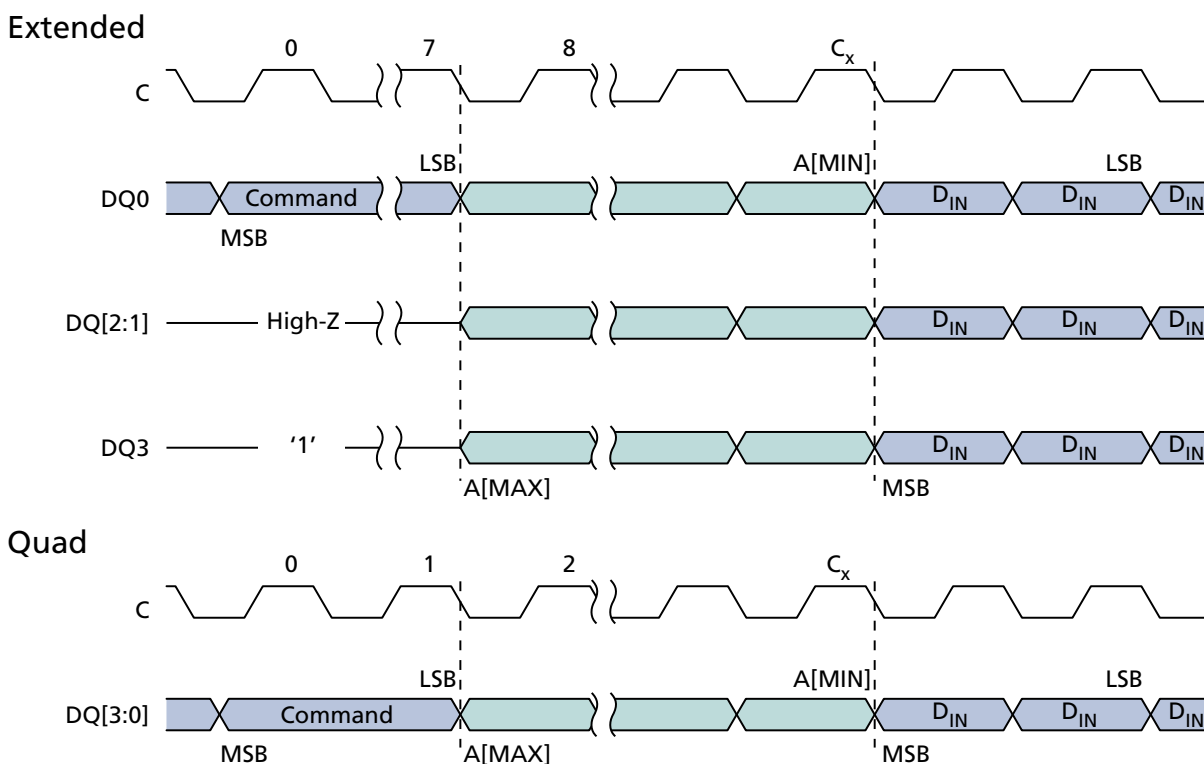 Extended
0 7 8 Cx
C
LSB A[MIN] LSB
DQ0 Command DIN DIN DIN
MSB
DQ[2:1] High-Z DIN DIN DIN
DQ3 ‘1’ DIN DIN DIN
A[MAX] MSB
Quad
0 1 2 Cx
C
LSB A[MIN] LSB
DQ[3:0] Command DIN DIN DIN
MSB A[MAX] MSB